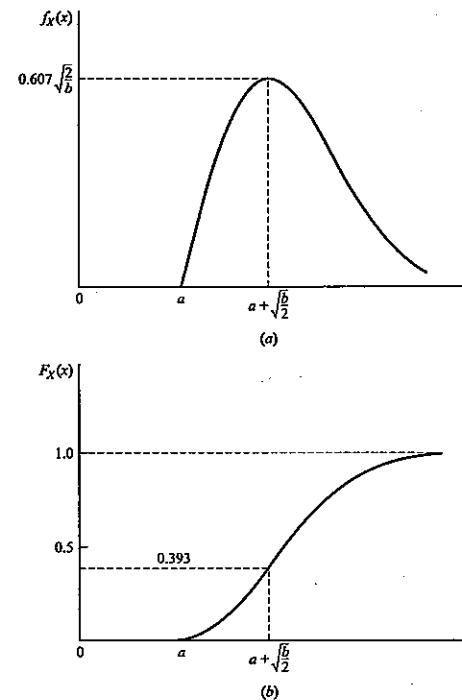 f_X(x)
0.607 √(2/b)
0 a a + √(b/2)
(a)
F_X(x)
1.0
0.5
0.393
0 a a + √(b/2)
(b)